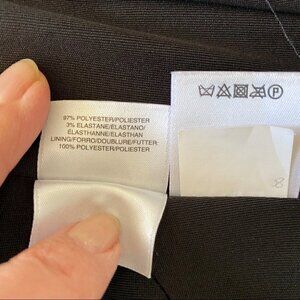 97% POLYESTER/POLIESTER
3% ELASTANE/ELASTANO/
ÉLASTHANNE/ELASTHAN
LINING/FORRO/DOUBLURE/FUTTER:
100% POLYESTER/POLIESTER
P